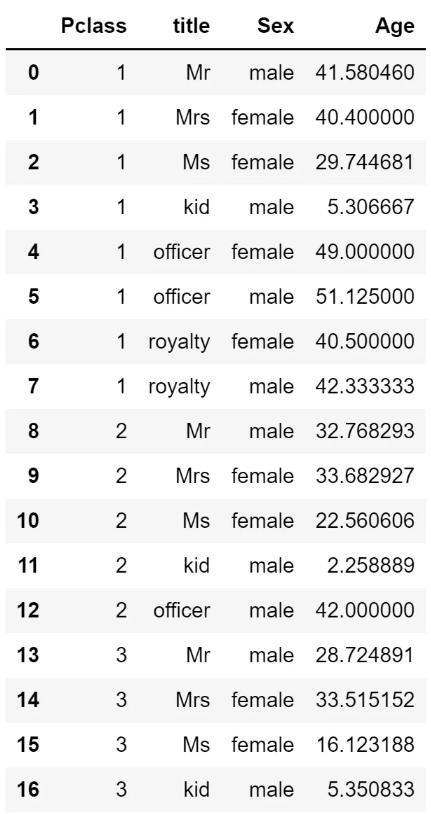 Pclass title Sex Age
0 1 Mr male 41.580460
1 1 Mrs female 40.400000
2 1 Ms female 29.744681
3 1 kid male 5.306667
4 1 officer female 49.000000
5 1 officer male 51.125000
6 1 royalty female 40.500000
7 1 royalty male 42.333333
8 2 Mr male 32.768293
9 2 Mrs female 33.682927
10 2 Ms female 22.560606
11 2 kid male 2.258889
12 2 officer male 42.000000
13 3 Mr male 28.724891
14 3 Mrs female 33.515152
15 3 Ms female 16.123188
16 3 kid male 5.350833